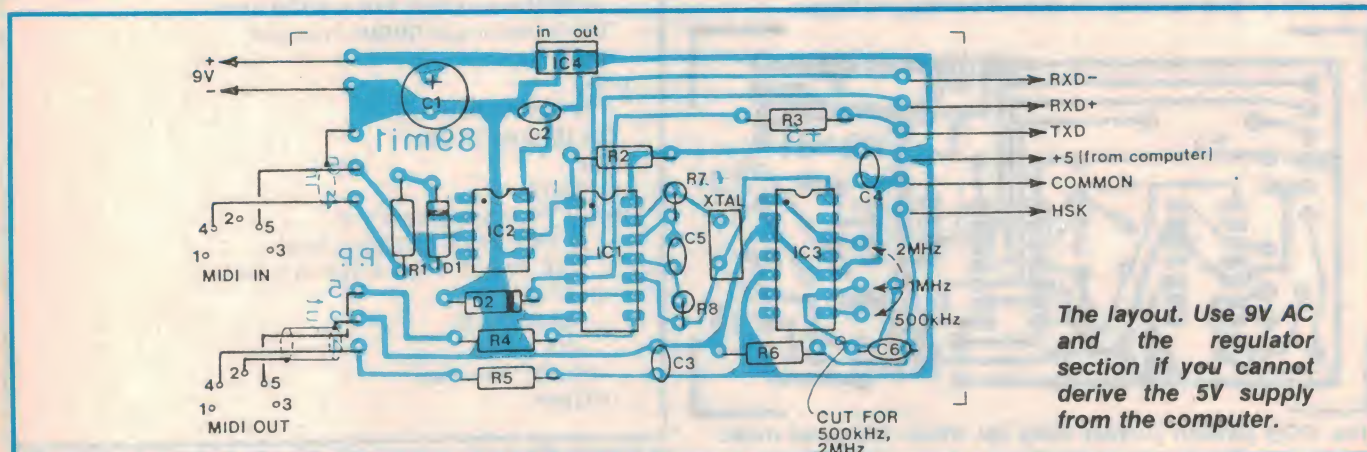 in out
IC4
+
9V
-
C1
C2
89mi1
R3
R2
R7
XTAL
C4
IC2
IC1
C5
IC3
R1
D1
D2
R8
R4
R5
C3
R6
C6
RXD-
RXD+
TXD
+5 (from computer)
COMMON
HSK
2MHz
1MHz
500kHz
4 2 5
1 3
MIDI IN
4 2 5
1 3
MIDI OUT
CUT FOR
500kHz,
2MHz
The layout. Use 9V AC
and the regulator
section if you cannot
derive the 5V supply
from the computer.